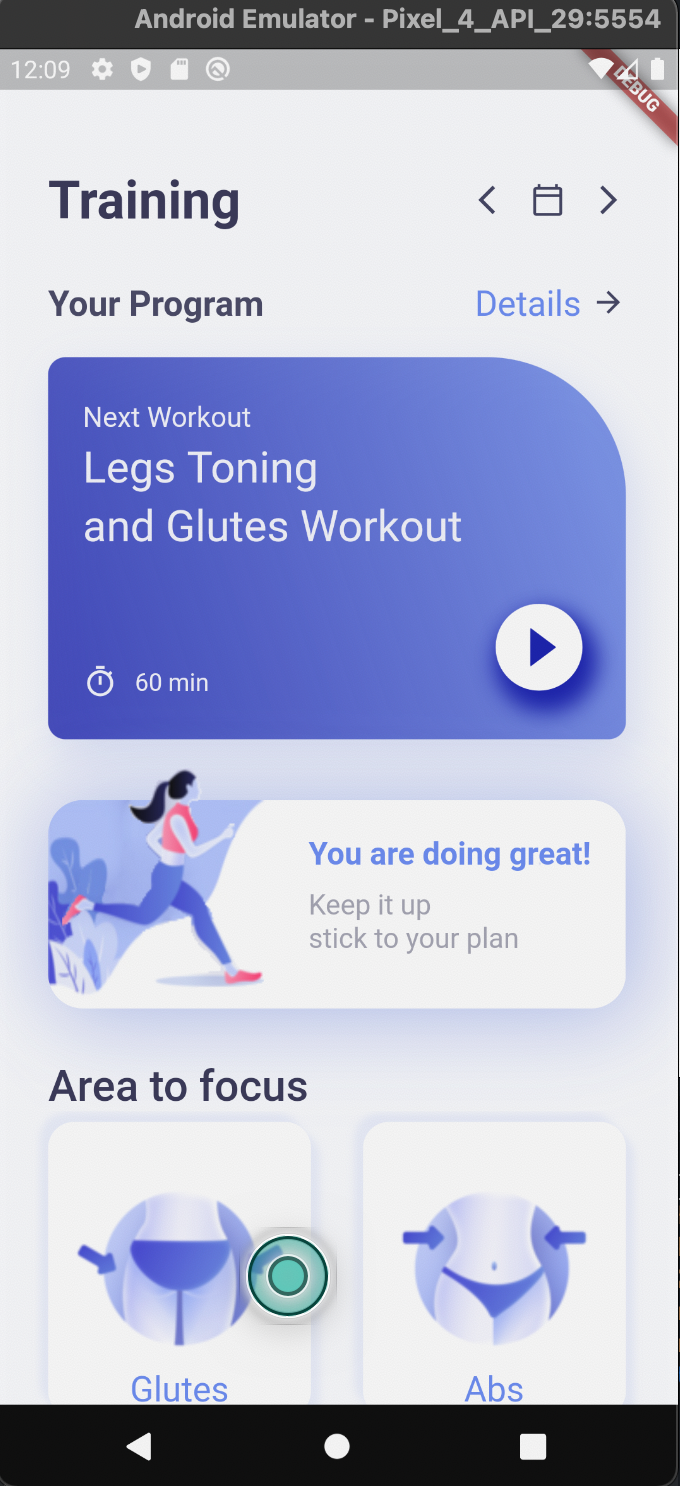 Android Emulator - Pixel_4_API_29:5554
12:09
DEBUG
Training
Your Program
Details
Next Workout
Legs Toning
and Glutes Workout
60 min
You are doing great!
Keep it up
stick to your plan
Area to focus
Glutes
Abs